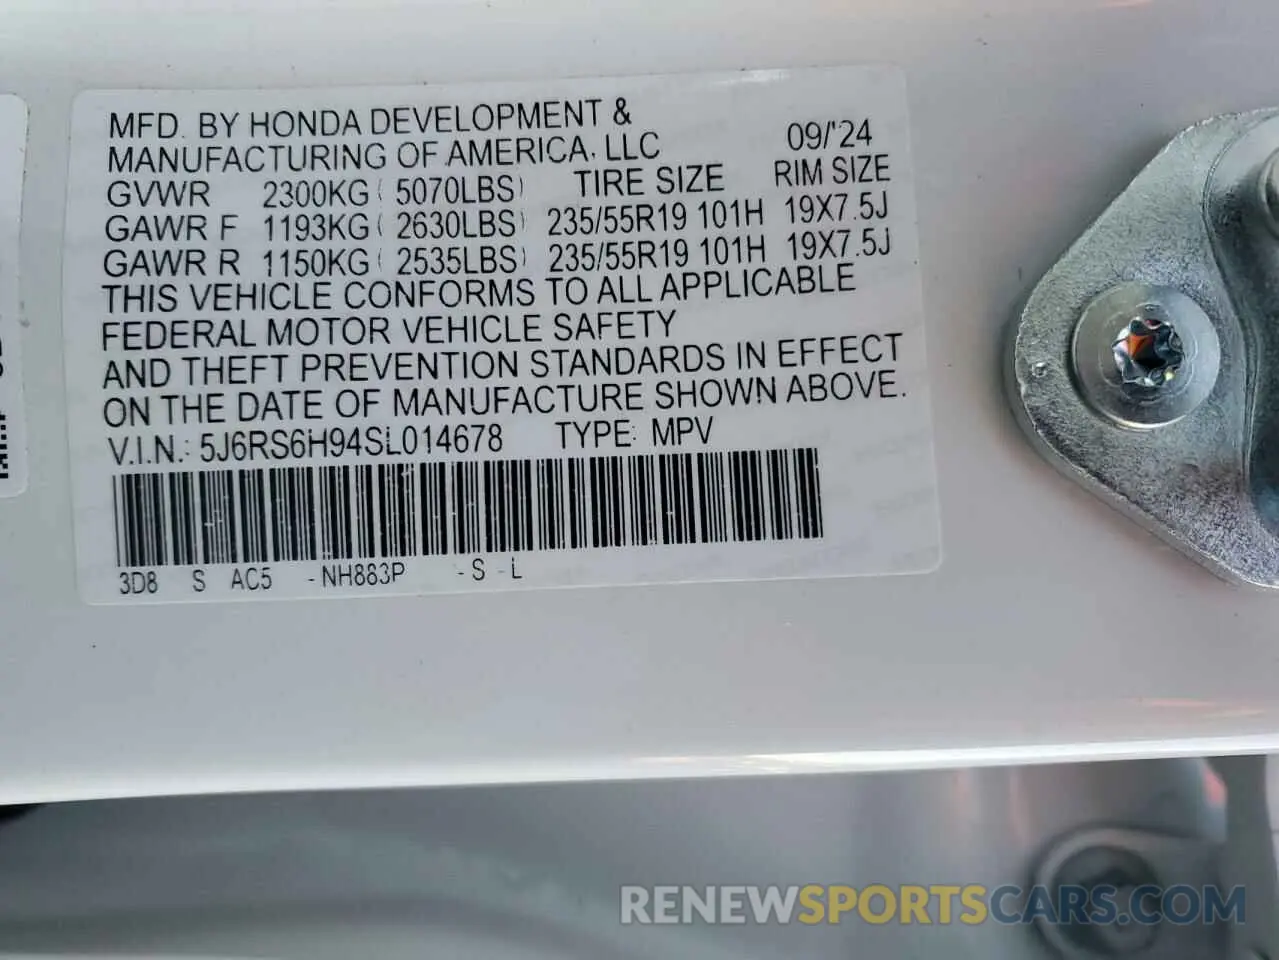 MFD. BY HONDA DEVELOPMENT &
MANUFACTURING OF AMERICA, LLC 09/'24
GVWR 2300KG ( 5070LBS) TIRE SIZE RIM SIZE
GAWR F 1193KG ( 2630LBS) 235/55R19 101H 19X7.5J
GAWR R 1150KG ( 2535LBS) 235/55R19 101H 19X7.5J
THIS VEHICLE CONFORMS TO ALL APPLICABLE
FEDERAL MOTOR VEHICLE SAFETY
AND THEFT PREVENTION STANDARDS IN EFFECT
ON THE DATE OF MANUFACTURE SHOWN ABOVE.
V.I.N.: 5J6RS6H94SL014678 TYPE: MPV
3D8 S AC5 -NH883P -S -L
RENEWSPORTSCARS.COM